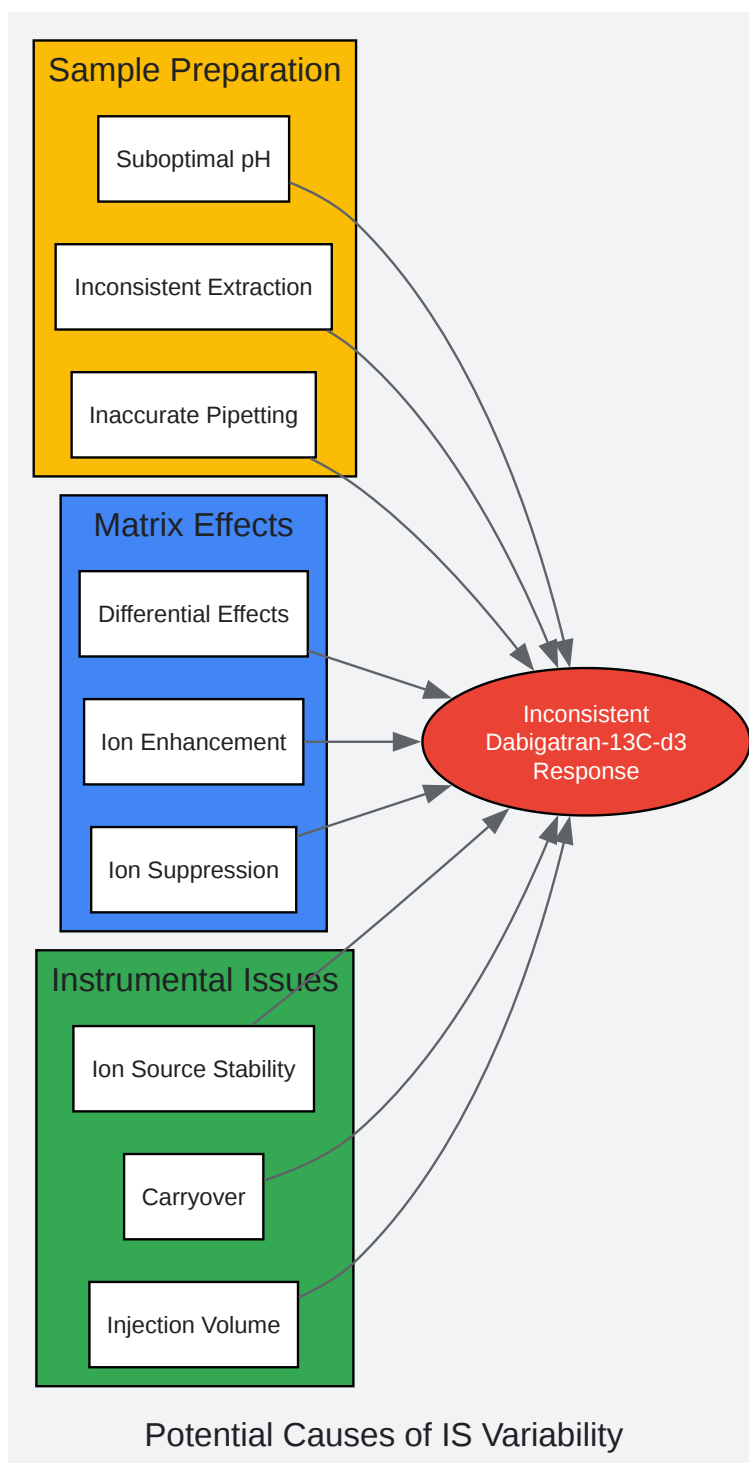 Sample Preparation
Suboptimal pH
Inconsistent Extraction
Inaccurate Pipetting
Matrix Effects
Differential Effects
Ion Enhancement
Ion Suppression
Inconsistent
Dabigatran-13C-d3
Response
Instrumental Issues
Ion Source Stability
Carryover
Injection Volume
Potential Causes of IS Variability